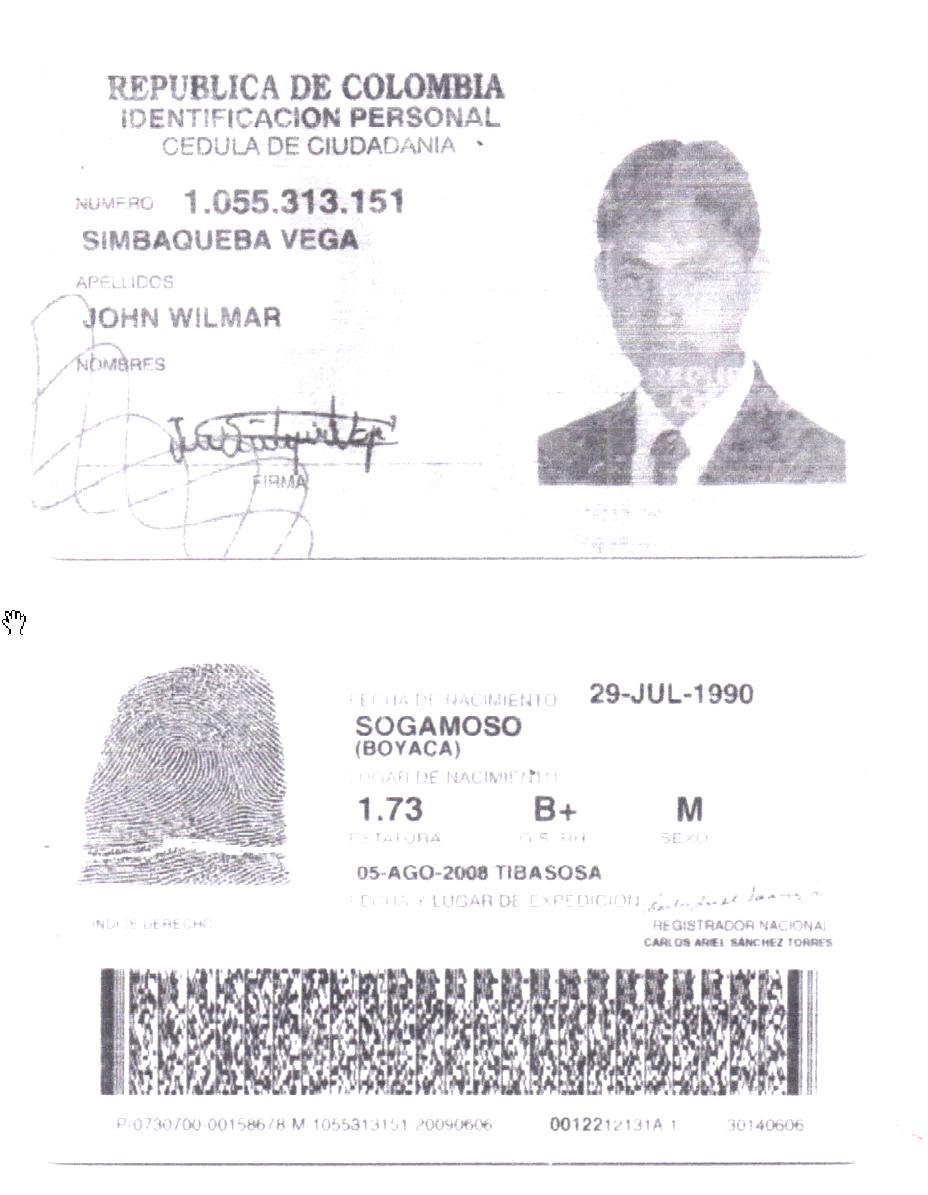 REPUBLICA DE COLOMBIA
IDENTIFICACION PERSONAL
CEDULA DE CIUDADANIA
NUMERO 1.055.313.151
SIMBAQUEBA VEGA
APELLIDOS
JOHN WILMAR
NOMBRES
FIRMA
FECHA DE NACIMIENTO 29-JUL-1990
SOGAMOSO
(BOYACA)
LUGAR DE NACIMIENTO
1.73 B+ M
ESTATURA G.S. RH SEXO
05-AGO-2008 TIBASOSA
FECHA Y LUGAR DE EXPEDICION
INDICE DERECHO
REGISTRADOR NACIONAL
CARLOS ARIEL SÁNCHEZ TORRES
P-0730700-00158678-M 1055313151-20090606 0012212131A 1 30140606